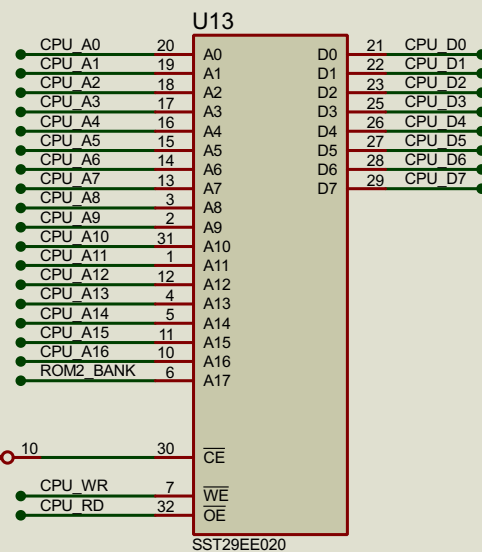 U13
CPU_A0 20 A0 D0 21 CPU_D0
CPU_A1 19 A1 D1 22 CPU_D1
CPU_A2 18 A2 D2 23 CPU_D2
CPU_A3 17 A3 D3 25 CPU_D3
CPU_A4 16 A4 D4 26 CPU_D4
CPU_A5 15 A5 D5 27 CPU_D5
CPU_A6 14 A6 D6 28 CPU_D6
CPU_A7 13 A7 D7 29 CPU_D7
CPU_A8 3 A8
CPU_A9 2 A9
CPU_A10 31 A10
CPU_A11 1 A11
CPU_A12 12 A12
CPU_A13 4 A13
CPU_A14 5 A14
CPU_A15 11 A15
CPU_A16 10 A16
ROM2_BANK 6 A17
10 30 CE
CPU_WR 7 WE
CPU_RD 32 OE
SST29EE020